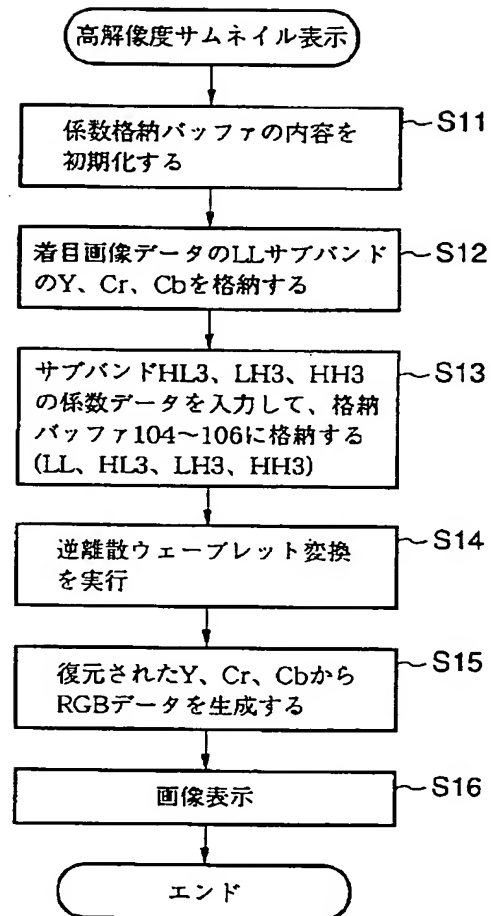 高解像度サムネイル表示
係数格納バッファの内容を
初期化する
S11
着目画像データのLLサブバンド
のY、Cr、Cbを格納する
S12
サブバンドHL3、LH3、HH3
の係数データを入力して、格納
バッファ104〜106に格納する
(LL、HL3、LH3、HH3)
S13
逆離散ウェーブレット変換
を実行
S14
復元されたY、Cr、Cbから
RGBデータを生成する
S15
画像表示
S16
エンド